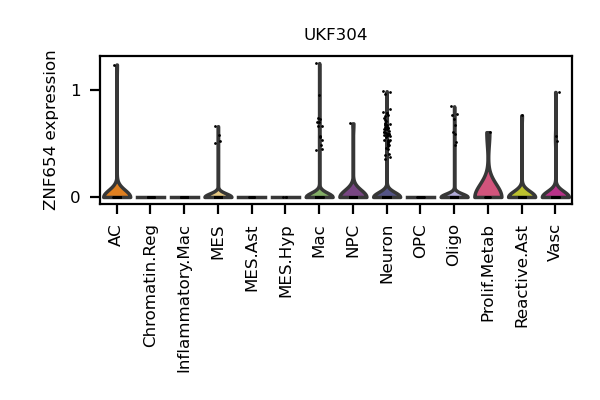 UKF304
ZNF654 expression
1
0
AC
Chromatin.Reg
Inflammatory.Mac
MES
MES.Ast
MES.Hyp
Mac
NPC
Neuron
OPC
Oligo
Prolif.Metab
Reactive.Ast
Vasc